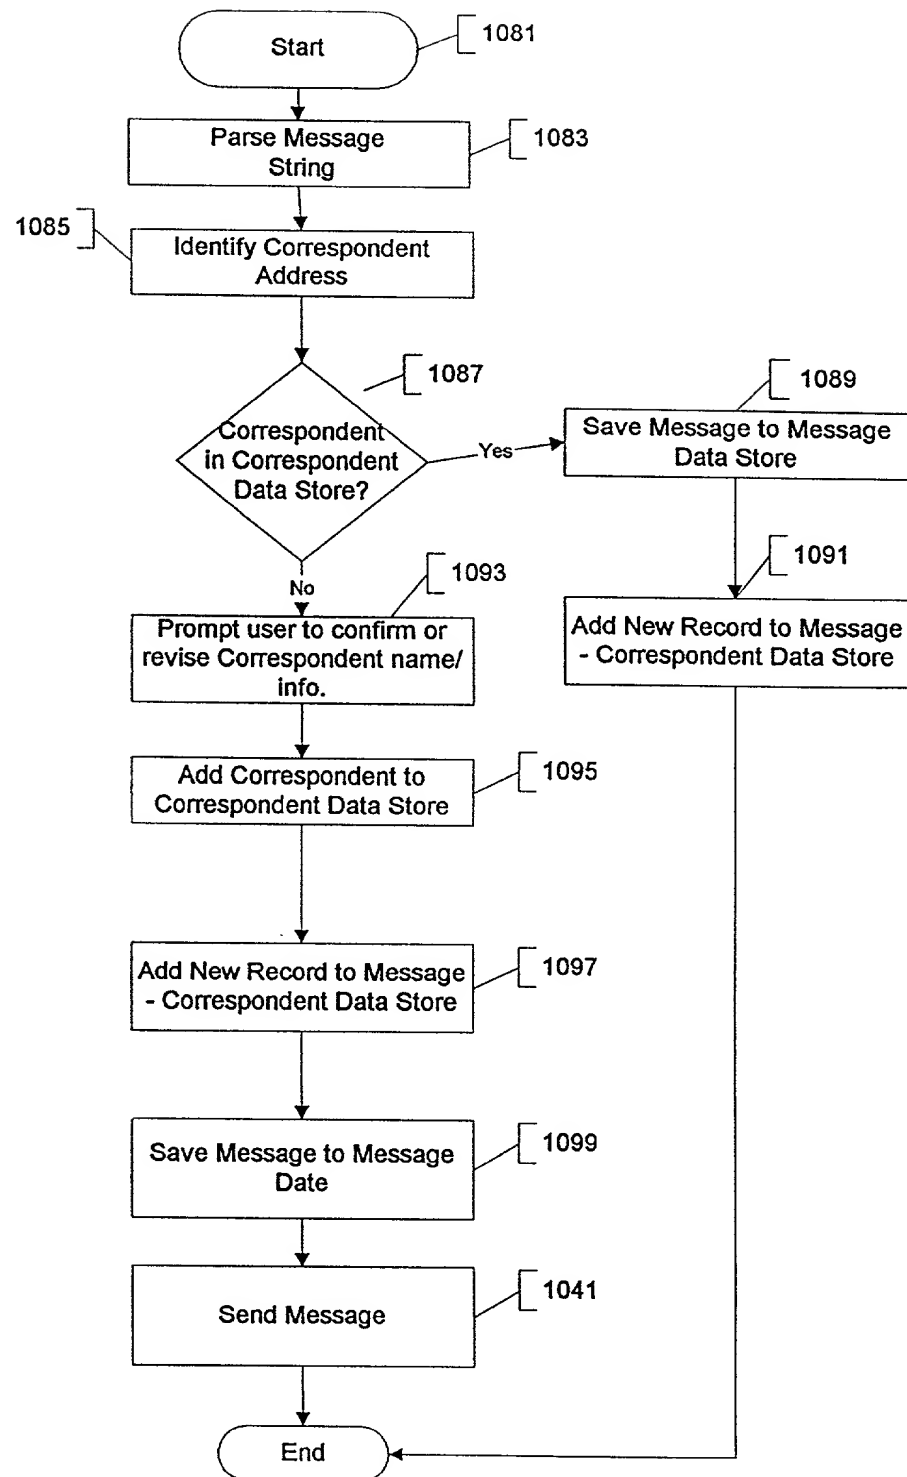 Start
1081
Parse Message
String
1083
1085
Identify Correspondent
Address
1087
Correspondent
in Correspondent
Data Store?
Yes
1089
Save Message to Message
Data Store
1091
Add New Record to Message
- Correspondent Data Store
No
1093
Prompt user to confirm or
revise Correspondent name/
info.
Add Correspondent to
Correspondent Data Store
1095
Add New Record to Message
- Correspondent Data Store
1097
Save Message to Message
Date
1099
Send Message
1041
End